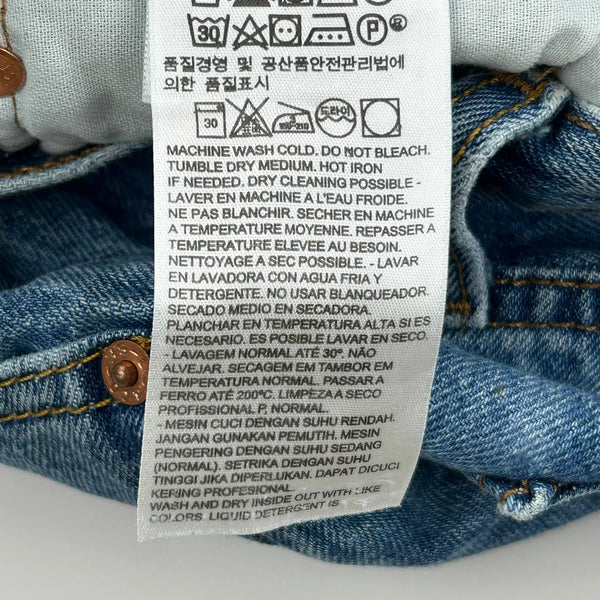 30 P
품질경영 및 공산품안전관리법에
의한 품질표시
30 드라이
MACHINE WASH COLD. DO NOT BLEACH.
TUMBLE DRY MEDIUM. HOT IRON
IF NEEDED. DRY CLEANING POSSIBLE -
LAVER EN MACHINE A L'EAU FROIDE.
NE PAS BLANCHIR. SECHER EN MACHINE
A TEMPERATURE MOYENNE. REPASSER A
TEMPERATURE ELEVEE AU BESOIN.
NETTOYAGE A SEC POSSIBLE. - LAVAR
EN LAVADORA CON AGUA FRIA Y
DETERGENTE. NO USAR BLANQUEADOR.
SECADO MEDIO EN SECADORA.
PLANCHAR EN TEMPERATURA ALTA SI ES
NECESARIO. ES POSIBLE LAVAR EN SECO.
- LAVAGEM NORMAL ATÉ 30º. NÃO
ALVEJAR. SECAGEM EM TAMBOR EM
TEMPERATURA NORMAL. PASSAR A
FERRO ATÉ 200ºC. LIMPEZA A SECO
PROFISSIONAL P, NORMAL.
- MESIN CUCI DENGAN SUHU RENDAH.
JANGAN GUNAKAN PEMUTIH. MESIN
PENGERING DENGAN SUHU SEDANG
(NORMAL). SETRIKA DENGAN SUHU
TINGGI JIKA DIPERLUKAN. DAPAT DICUCI
KERING PROFESIONAL.
WASH AND DRY INSIDE OUT WITH LIKE
COLORS. LIQUID DETERGENT IS